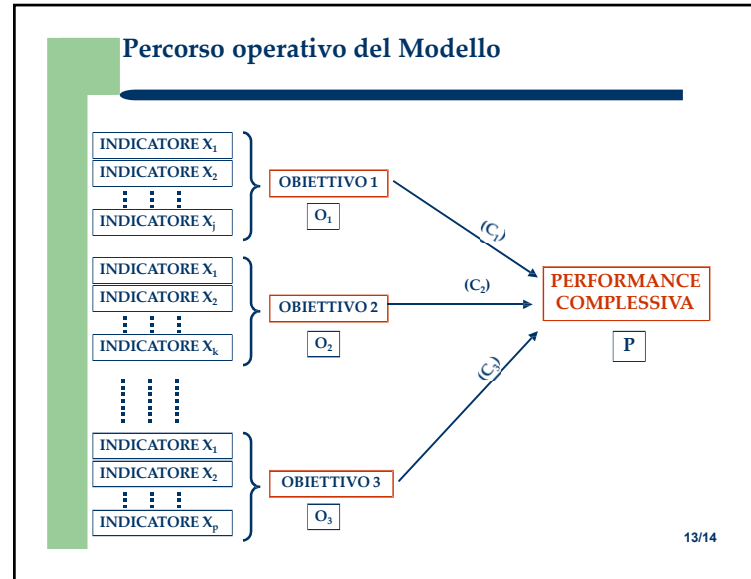 Percorso operativo del Modello
INDICATORE X₁
INDICATORE X₂
INDICATORE Xⱼ
OBIETTIVO 1
O₁
(C₁)
INDICATORE X₁
INDICATORE X₂
INDICATORE Xₖ
OBIETTIVO 2
O₂
(C₂)
PERFORMANCE
COMPLESSIVA
P
(C₃)
INDICATORE X₁
INDICATORE X₂
INDICATORE Xₚ
OBIETTIVO 3
O₃
13/14